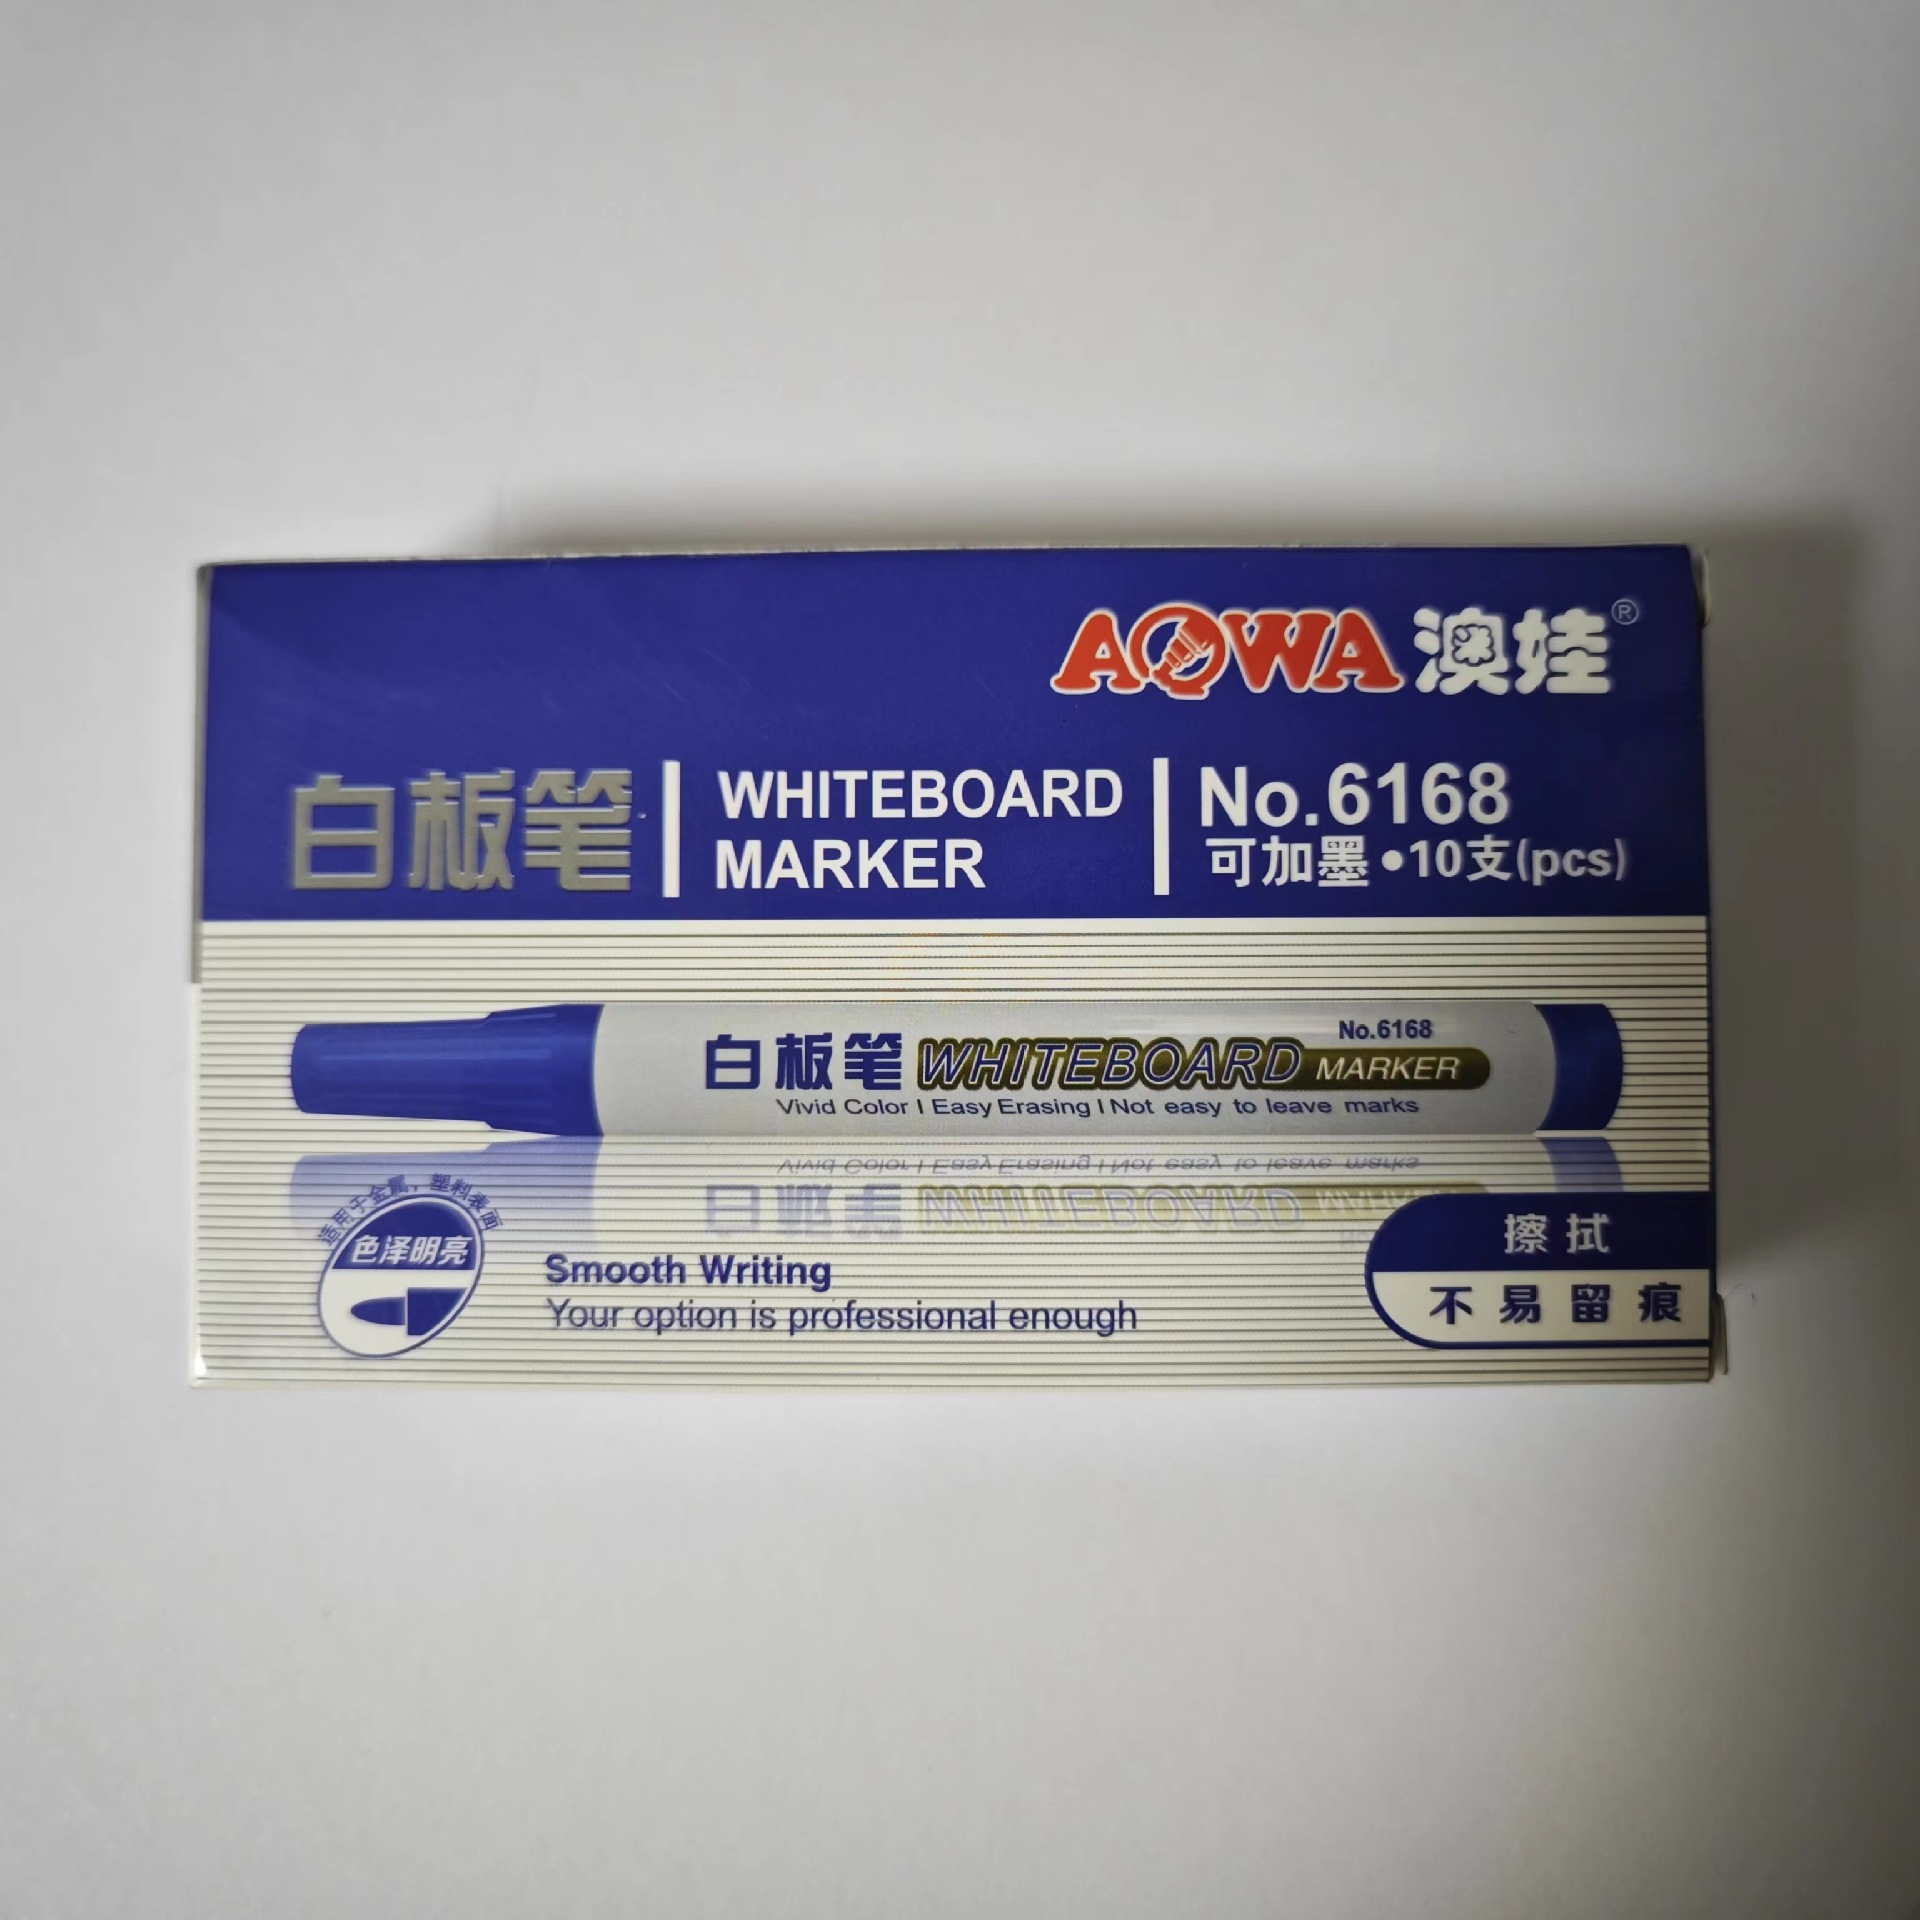 AQWA 澳娃®
白板笔
WHITEBOARD
MARKER
No.6168
可加墨•10支(pcs)
No.6168
白板笔 WHITEBOARD MARKER
Vivid Color I Easy Erasing I Not easy to leave marks
适用于金属，塑料表面
色泽明亮
Smooth Writing
Your option is professional enough
擦拭
不易留痕